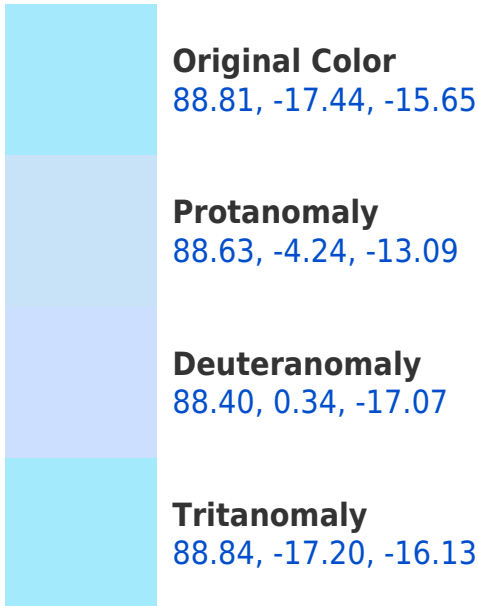 Original Color
88.81, -17.44, -15.65
Protanomaly
88.63, -4.24, -13.09
Deuteranomaly
88.40, 0.34, -17.07
Tritanomaly
88.84, -17.20, -16.13